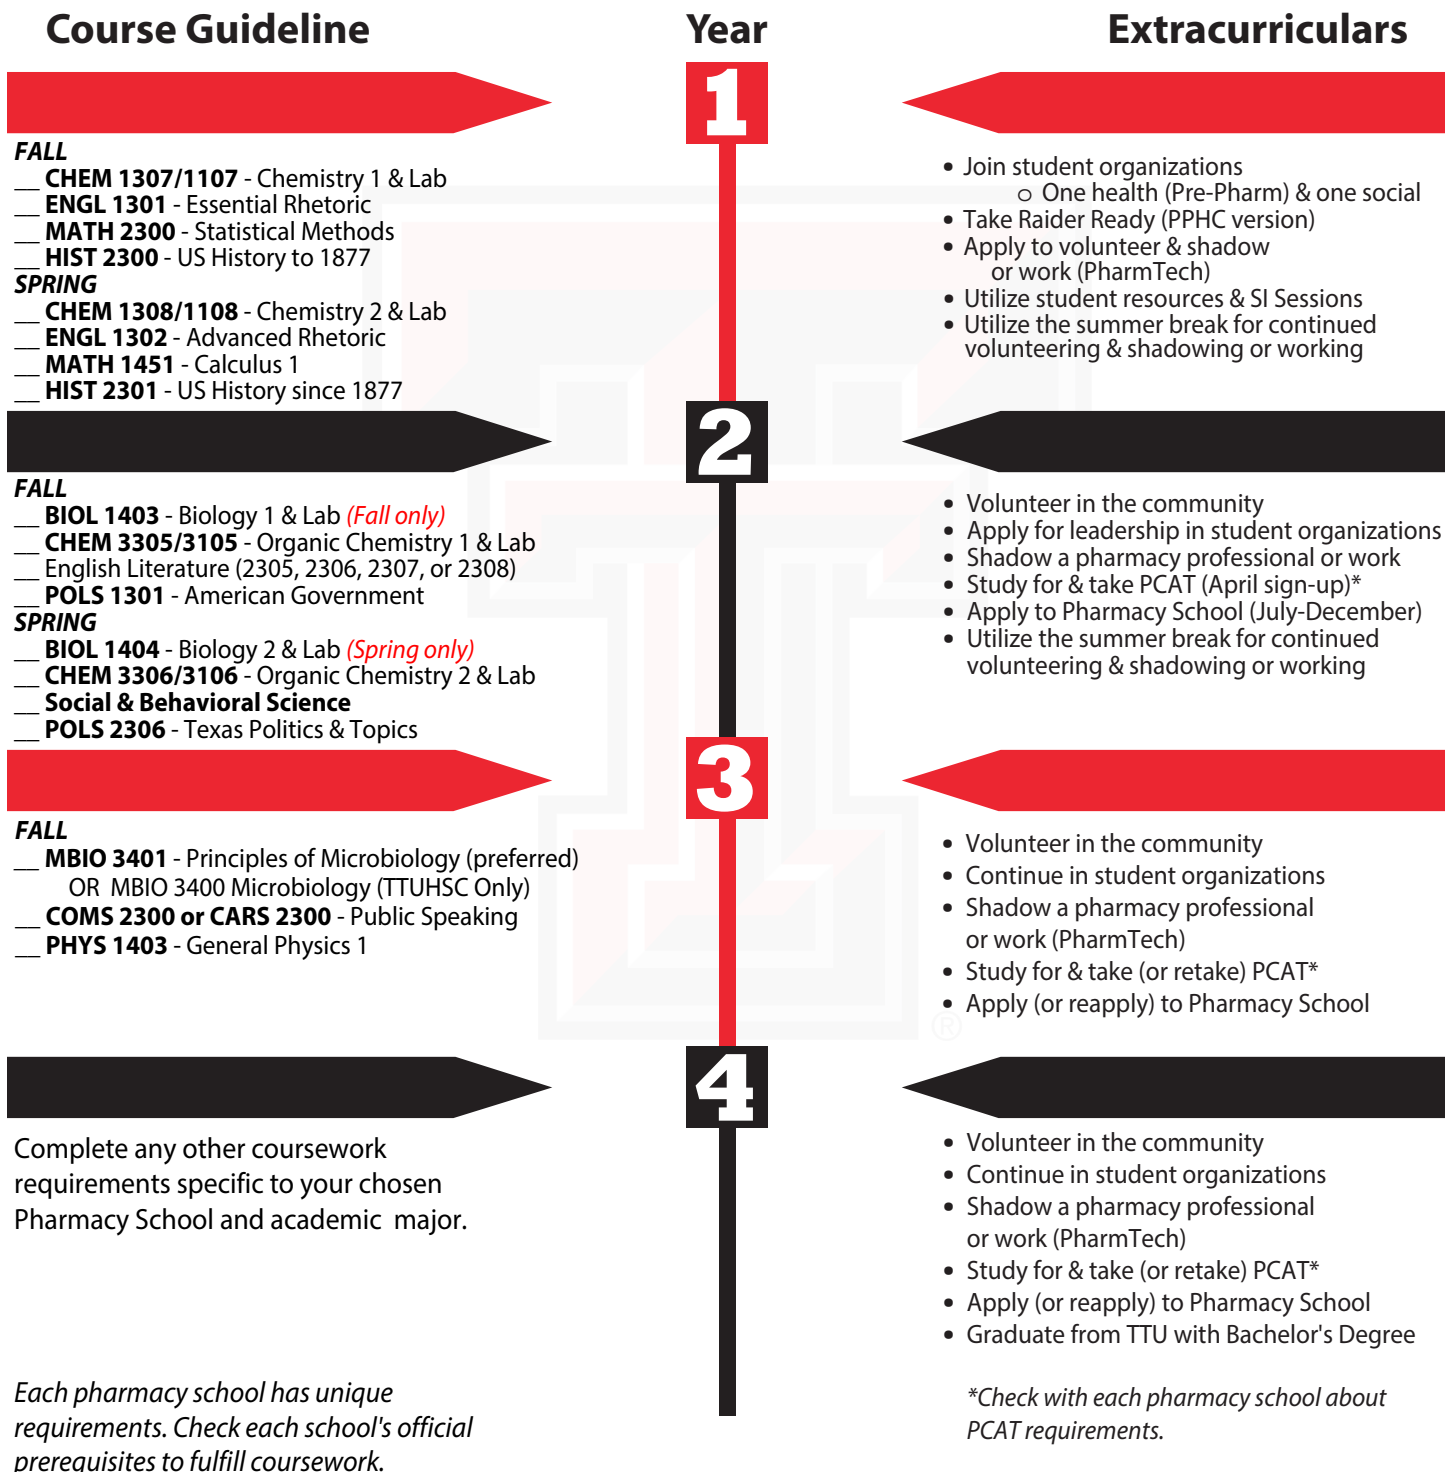 Course Guideline
Year
Extracurriculars
1
FALL
__ CHEM 1307/1107 - Chemistry 1 & Lab
__ ENGL 1301 - Essential Rhetoric
__ MATH 2300 - Statistical Methods
__ HIST 2300 - US History to 1877
SPRING
__ CHEM 1308/1108 - Chemistry 2 & Lab
__ ENGL 1302 - Advanced Rhetoric
__ MATH 1451 - Calculus 1
__ HIST 2301 - US History since 1877
• Join student organizations
o One health (Pre-Pharm) & one social
• Take Raider Ready (PPHC version)
• Apply to volunteer & shadow
or work (PharmTech)
• Utilize student resources & SI Sessions
• Utilize the summer break for continued
volunteering & shadowing or working
2
FALL
__ BIOL 1403 - Biology 1 & Lab (Fall only)
__ CHEM 3305/3105 - Organic Chemistry 1 & Lab
__ English Literature (2305, 2306, 2307, or 2308)
__ POLS 1301 - American Government
SPRING
__ BIOL 1404 - Biology 2 & Lab (Spring only)
__ CHEM 3306/3106 - Organic Chemistry 2 & Lab
__ Social & Behavioral Science
__ POLS 2306 - Texas Politics & Topics
• Volunteer in the community
• Apply for leadership in student organizations
• Shadow a pharmacy professional or work
• Study for & take PCAT (April sign-up)*
• Apply to Pharmacy School (July-December)
• Utilize the summer break for continued
volunteering & shadowing or working
3
FALL
__ MBIO 3401 - Principles of Microbiology (preferred)
OR MBIO 3400 Microbiology (TTUHSC Only)
__ COMS 2300 or CARS 2300 - Public Speaking
__ PHYS 1403 - General Physics 1
• Volunteer in the community
• Continue in student organizations
• Shadow a pharmacy professional
or work (PharmTech)
• Study for & take (or retake) PCAT*
• Apply (or reapply) to Pharmacy School
®
4
Complete any other coursework
requirements specific to your chosen
Pharmacy School and academic major.
• Volunteer in the community
• Continue in student organizations
• Shadow a pharmacy professional
or work (PharmTech)
• Study for & take (or retake) PCAT*
• Apply (or reapply) to Pharmacy School
• Graduate from TTU with Bachelor's Degree
Each pharmacy school has unique
requirements. Check each school's official
prerequisites to fulfill coursework.
*Check with each pharmacy school about
PCAT requirements.